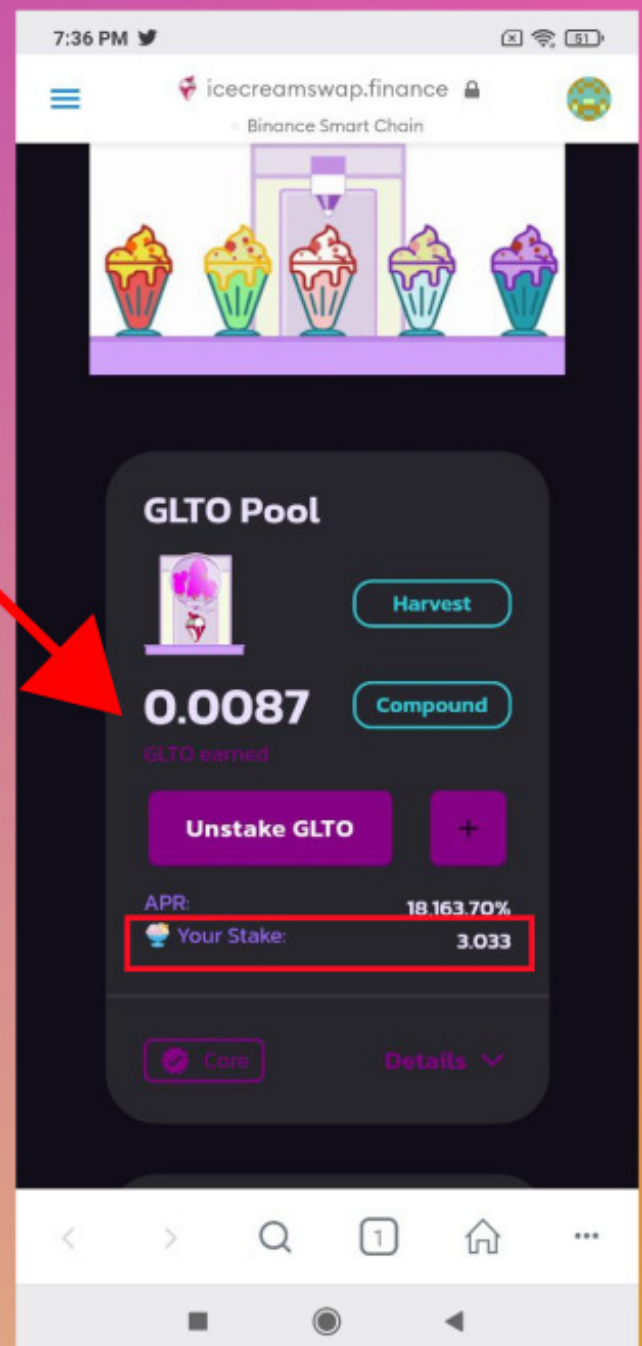 7:36 PM
51
icecreamswap.finance
Binance Smart Chain
GLTO Pool
Harvest
0.0087
Compound
GLTO earned
Unstake GLTO
+
APR:
18,163.70%
Your Stake:
3.033
Core
Details
1